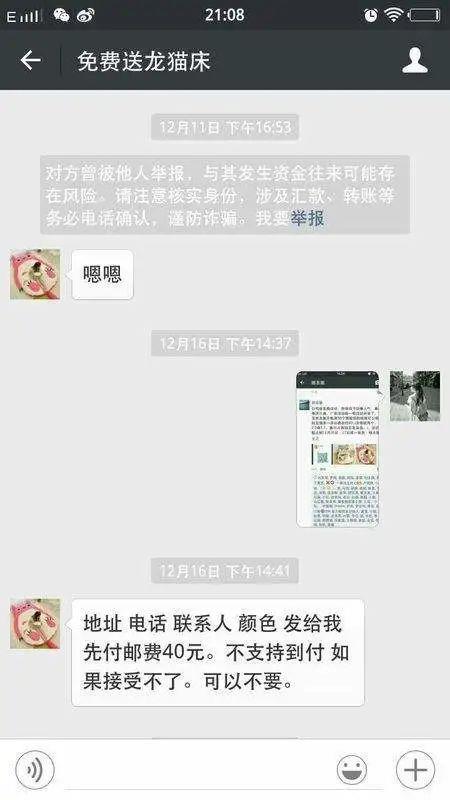 21:08
免费送龙猫床
12月11日 下午16:53
对方曾被他人举报，与其发生资金往来可能存
在风险。请注意核实身份，涉及汇款、转账等
务必电话确认，谨防诈骗。我要举报
嗯嗯
12月16日 下午14:37
12月16日 下午14:41
地址 电话 联系人 颜色 发给我
先付邮费40元。不支持到付 如
果接受不了。可以不要。